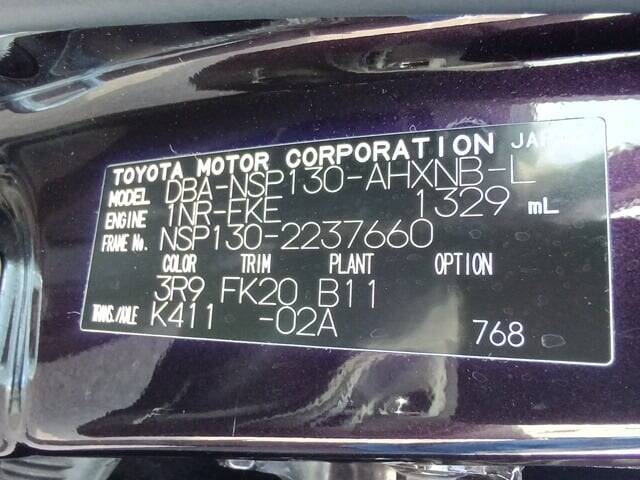 TOYOTA MOTOR CORPORATION JAPAN
MODEL DBA-NSP130-AHXNB-L
ENGINE 1NR-FKE 1329 mL
FRAME No. NSP130-2237660
COLOR TRIM PLANT OPTION
3R9 FK20 B11
TRANS./AXLE K411 -02A
768